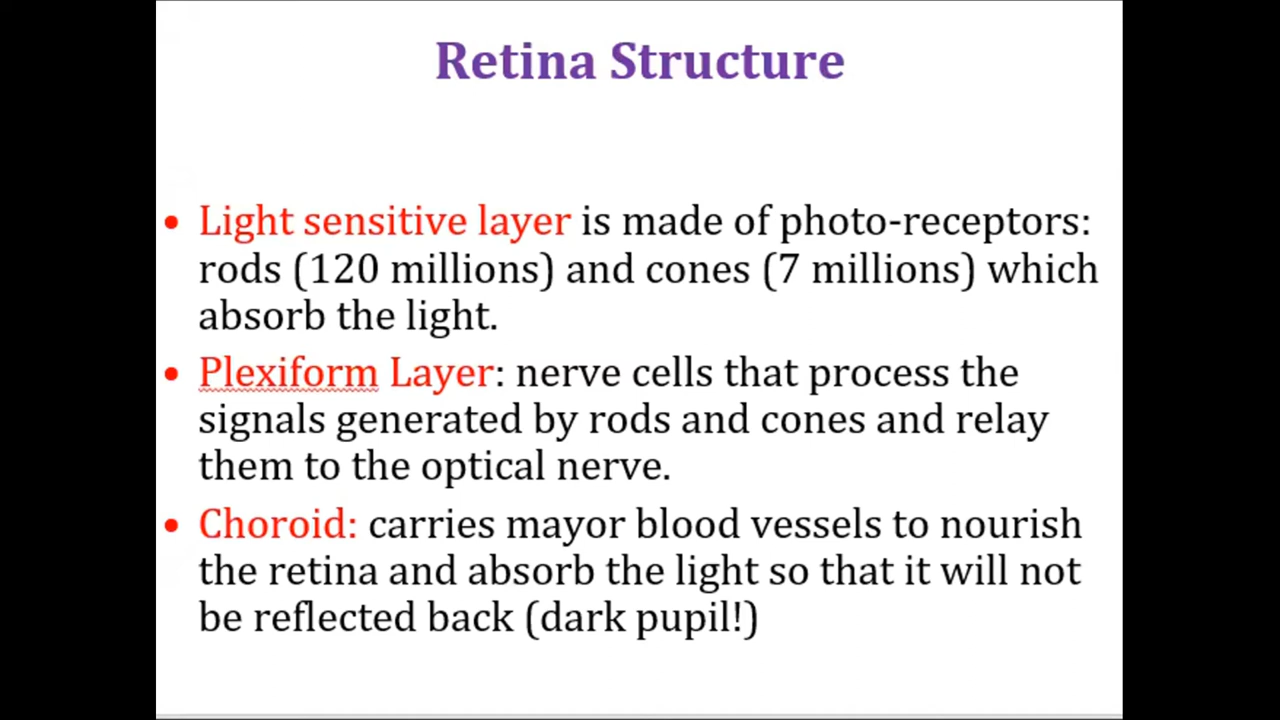 Retina Structure
• Light sensitive layer is made of photo-receptors:
rods (120 millions) and cones (7 millions) which
absorb the light.
• Plexiform Layer: nerve cells that process the
signals generated by rods and cones and relay
them to the optical nerve.
• Choroid: carries mayor blood vessels to nourish
the retina and absorb the light so that it will not
be reflected back (dark pupil!)